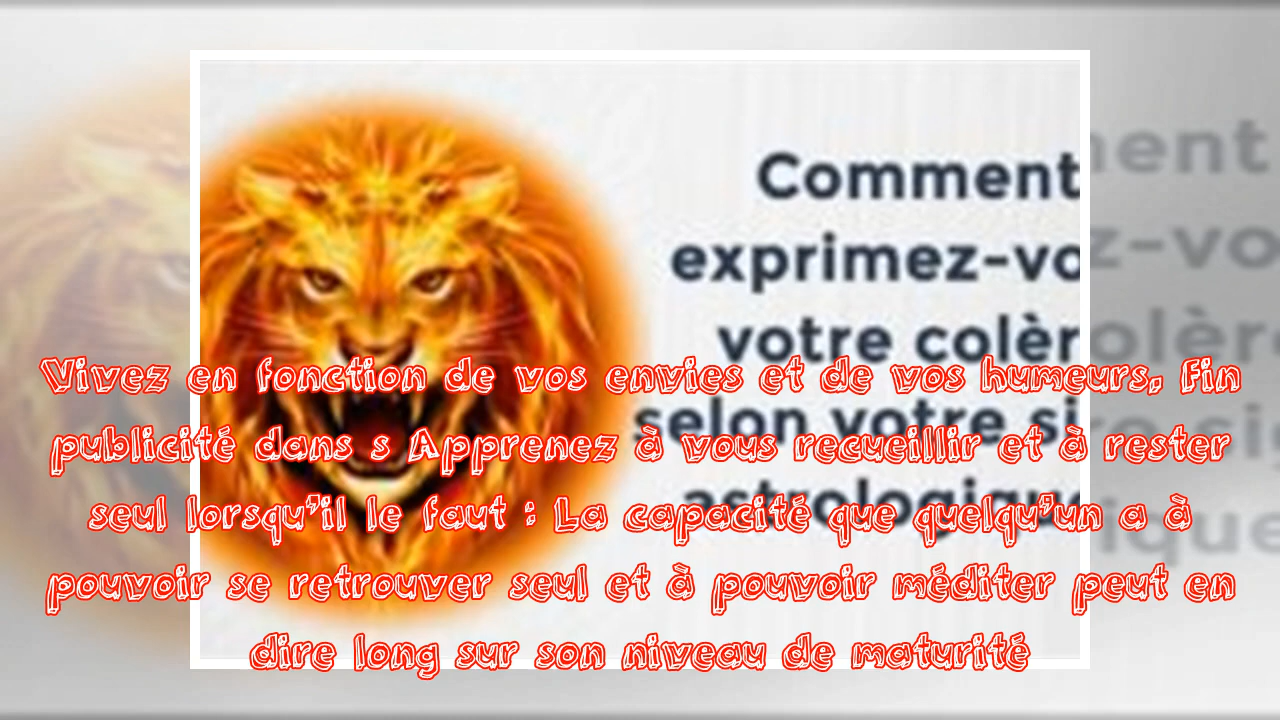 Comment
exprimez-vo
votre colèr
selon votre si
astrologique
Vivez en fonction de vos envies et de vos humeurs, Fin
publicité dans s Apprenez à vous recueillir et à rester
seul lorsqu'il le faut : La capacité que quelqu'un a à
pouvoir se retrouver seul et à pouvoir méditer peut en
dire long sur son niveau de maturité